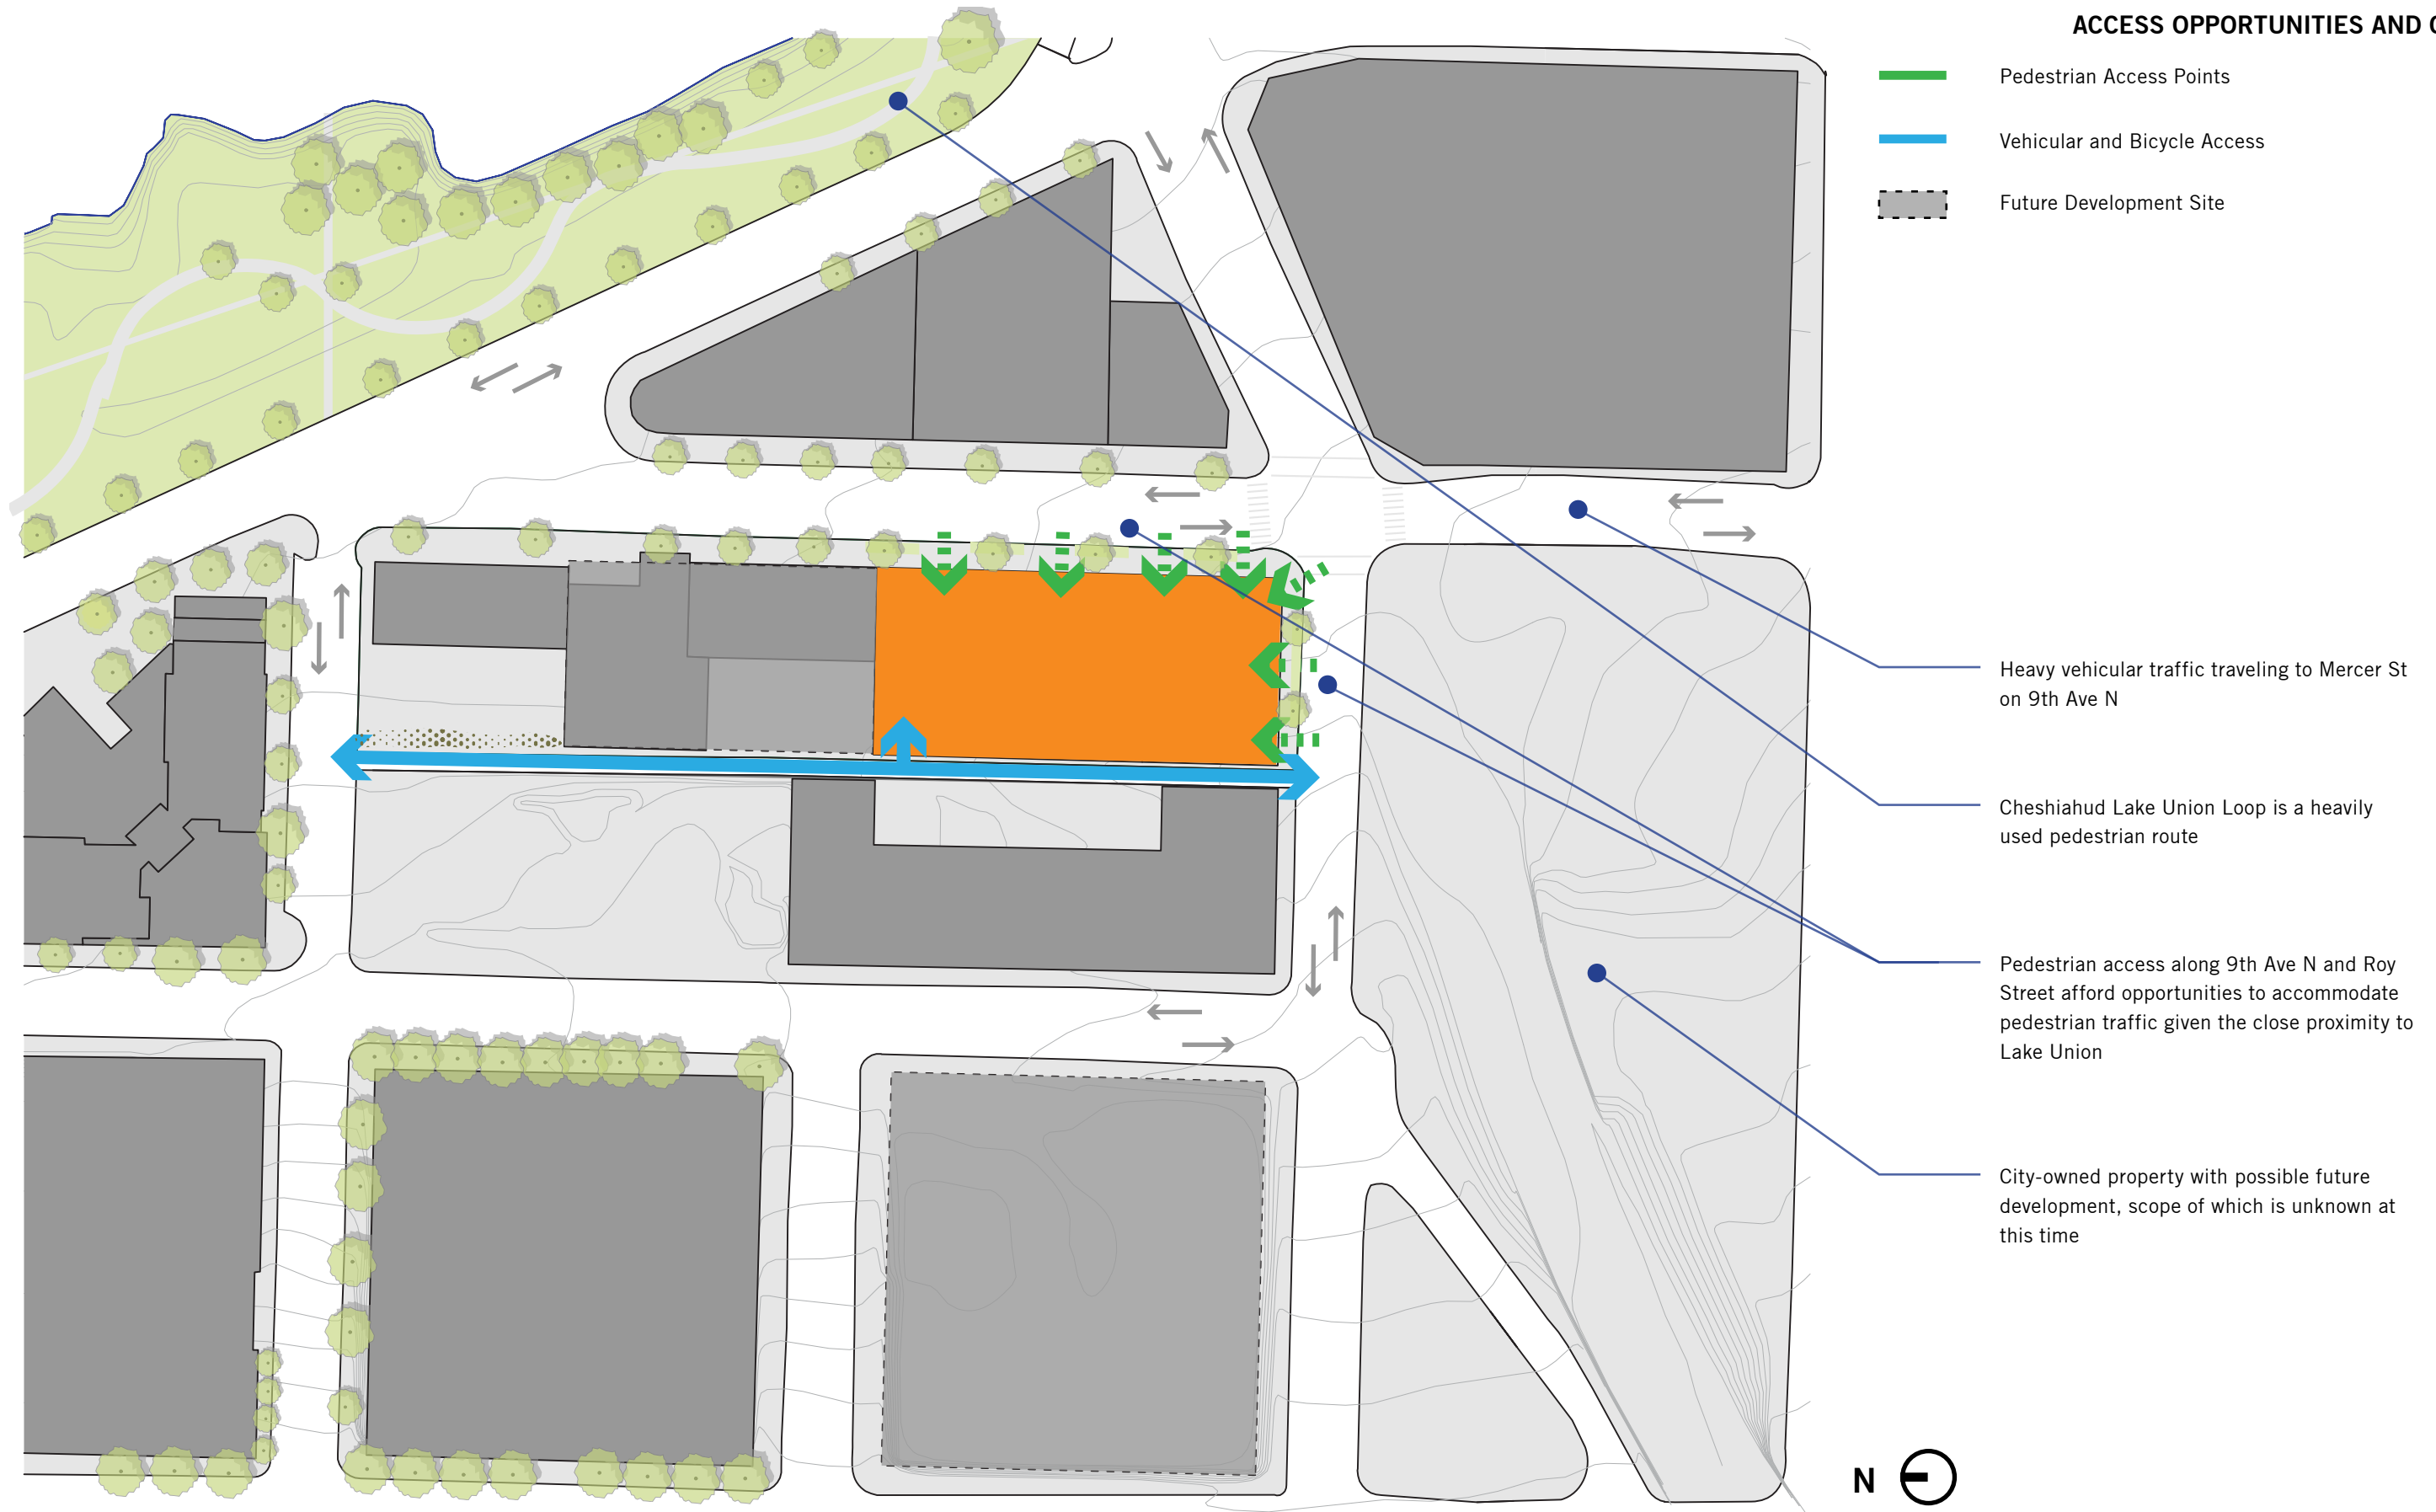 ACCESS OPPORTUNITIES AND
Pedestrian Access Points
Vehicular and Bicycle Access
Future Development Site
Heavy vehicular traffic traveling to Mercer St
on 9th Ave N
Cheshiahud Lake Union Loop is a heavily
used pedestrian route
Pedestrian access along 9th Ave N and Roy
Street afford opportunities to accommodate
pedestrian traffic given the close proximity to
Lake Union
City-owned property with possible future
development, scope of which is unknown at
this time
N